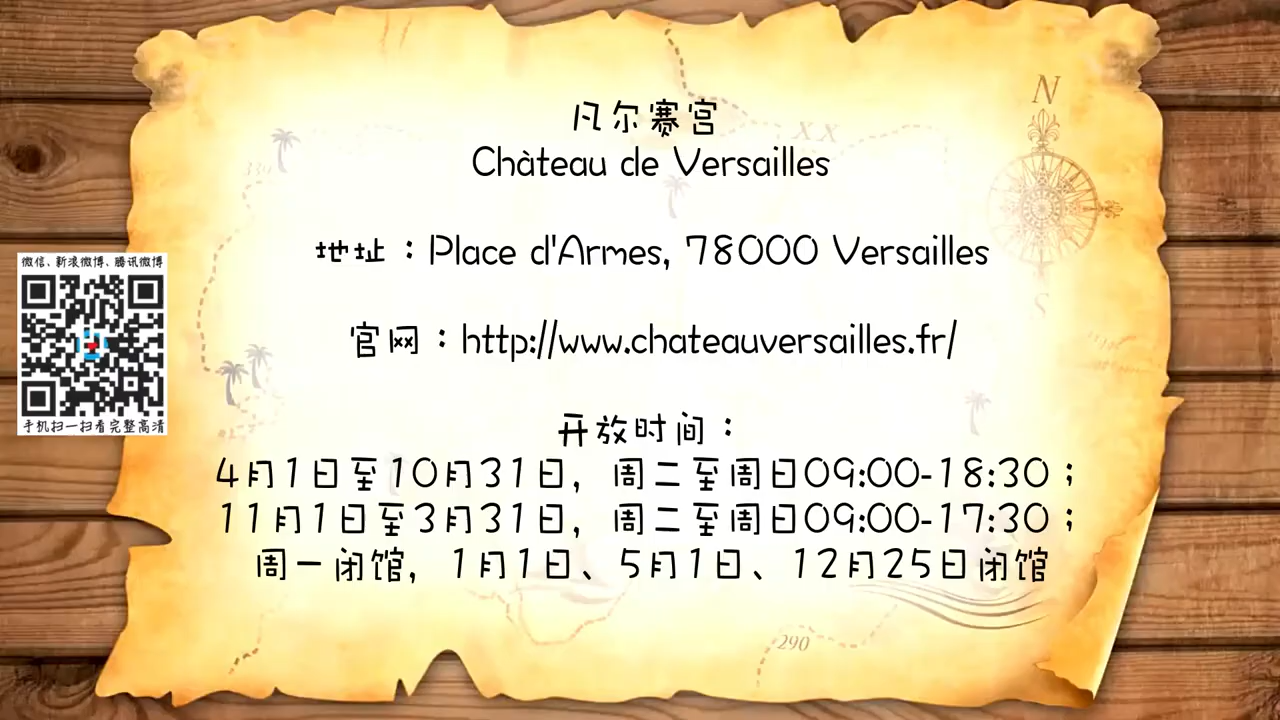 凡尔赛宫
Chàteau de Versailles
地址：Place d'Armes, 78000 Versailles
官网：http://www.chateauversailles.fr/
开放时间：
4月1日至10月31日，周二至周日09:00-18:30；
11月1日至3月31日，周二至周日09:00-17:30；
周一闭馆，1月1日、5月1日、12月25日闭馆
微信、新浪微博、腾讯微博
手机扫一扫看完整高清
N
XX
330
S
290